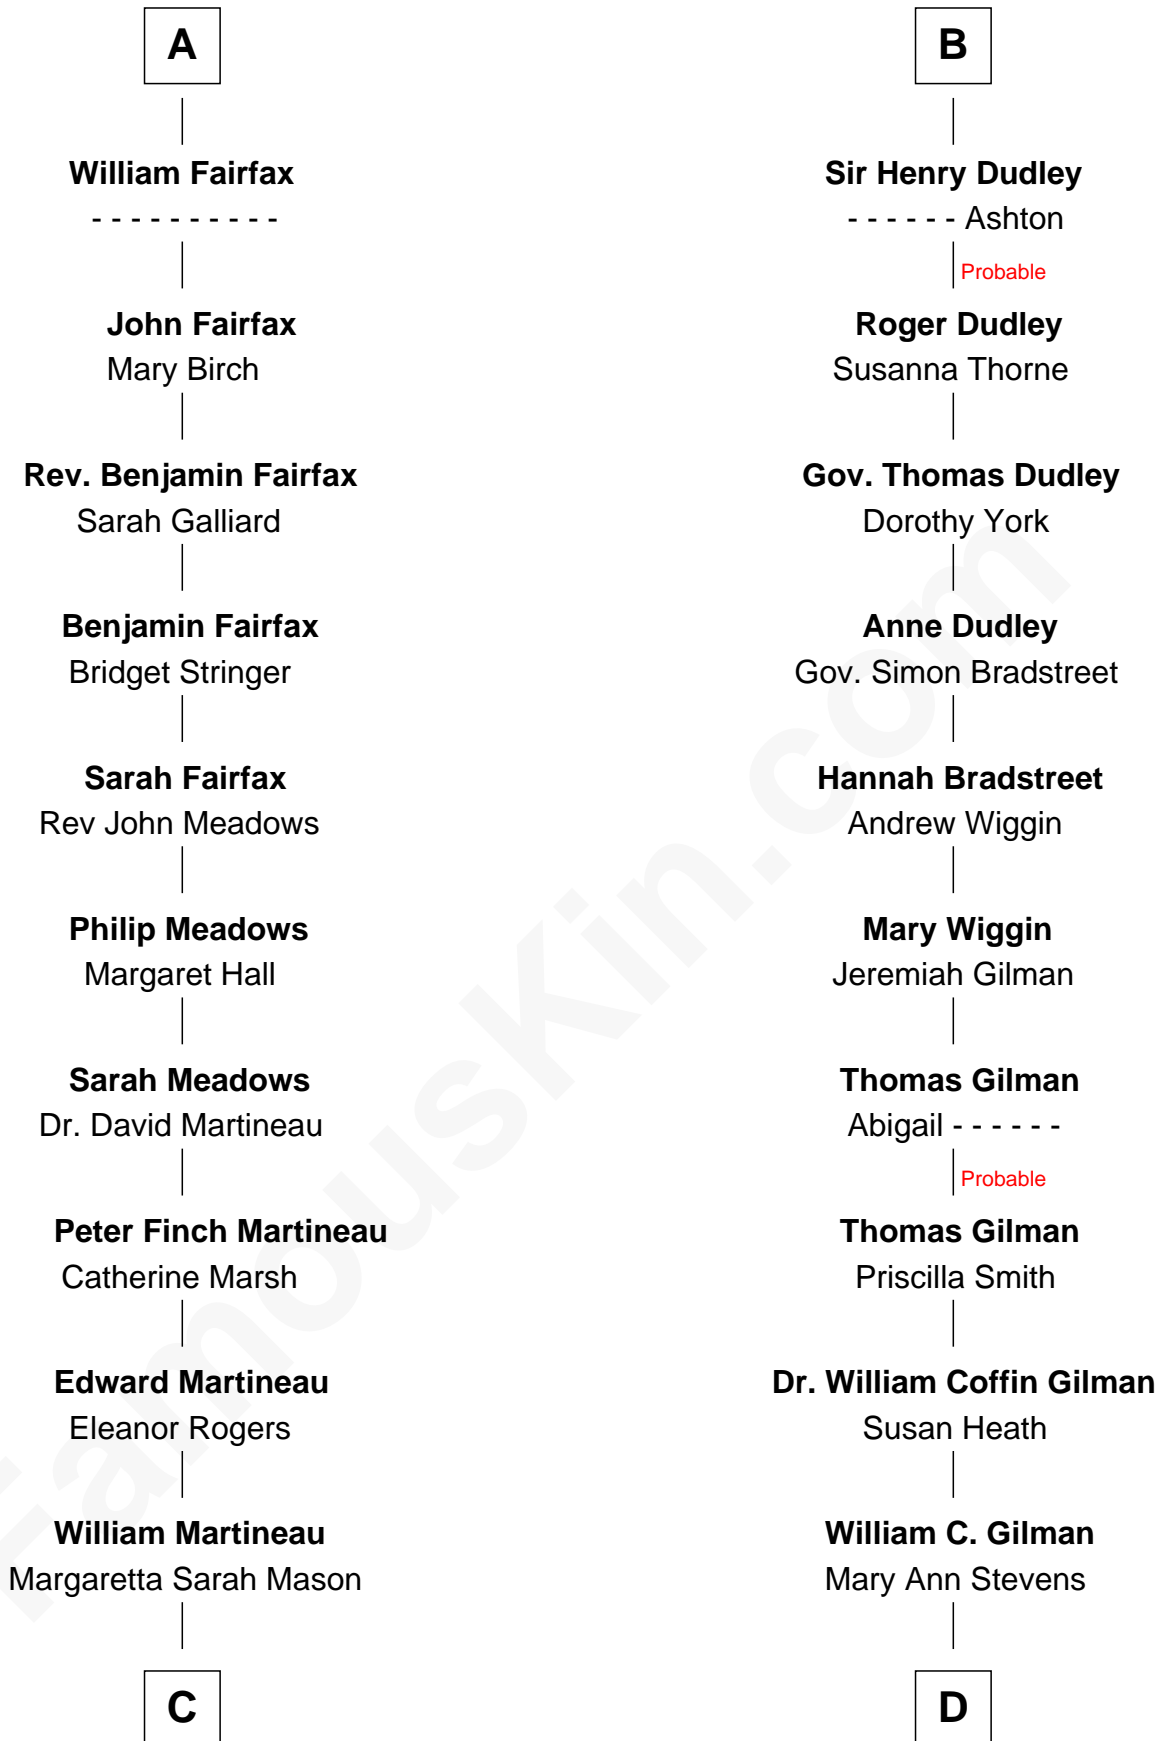 A
William Fairfax
- - - - - - - - - -
John Fairfax
Mary Birch
Rev. Benjamin Fairfax
Sarah Galliard
Benjamin Fairfax
Bridget Stringer
Sarah Fairfax
Rev John Meadows
Philip Meadows
Margaret Hall
Sarah Meadows
Dr. David Martineau
Peter Finch Martineau
Catherine Marsh
Edward Martineau
Eleanor Rogers
William Martineau
Margaretta Sarah Mason
C
B
Sir Henry Dudley
- - - - - - Ashton
Probable
Roger Dudley
Susanna Thorne
Gov. Thomas Dudley
Dorothy York
Anne Dudley
Gov. Simon Bradstreet
Hannah Bradstreet
Andrew Wiggin
Mary Wiggin
Jeremiah Gilman
Thomas Gilman
Abigail - - - - - -
Probable
Thomas Gilman
Priscilla Smith
Dr. William Coffin Gilman
Susan Heath
William C. Gilman
Mary Ann Stevens
D
FamousKin.com